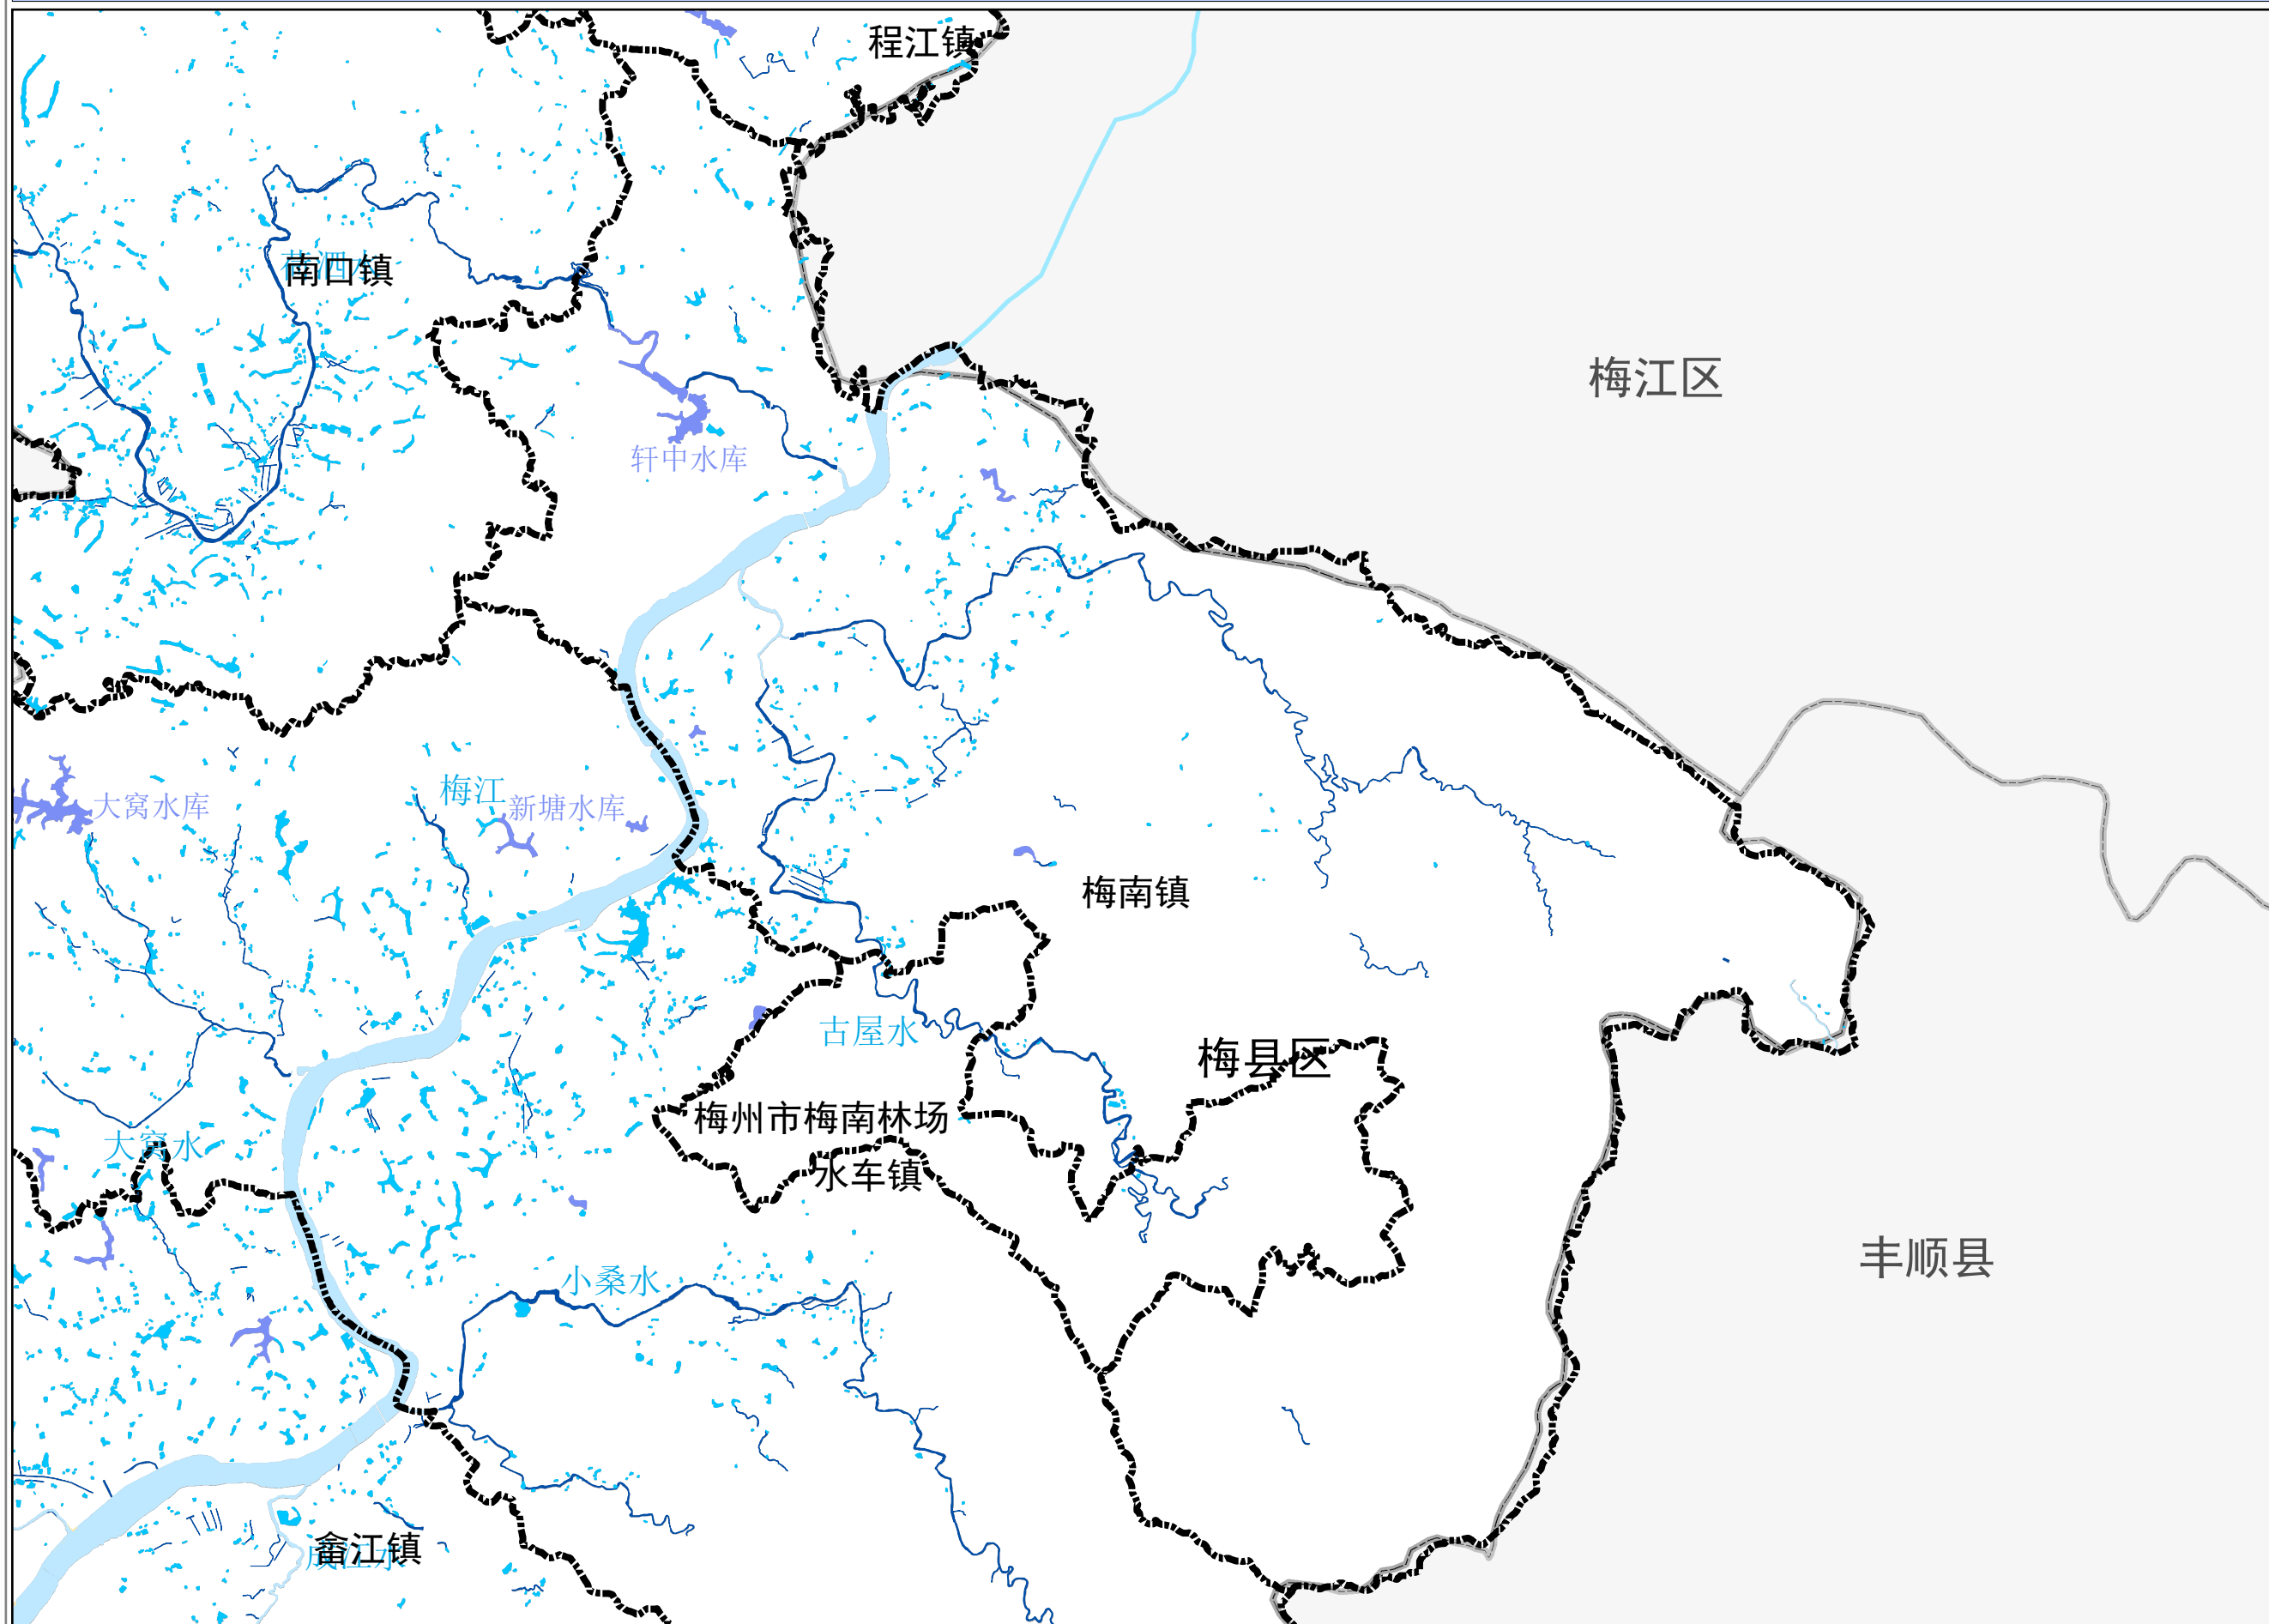 程江镇
南口镇
梅江区
轩中水库
梅江
新塘水库
大窝水库
梅南镇
古屋水
梅县区
梅州市梅南林场
大窝水
水车镇
丰顺县
小桑水
畲江镇